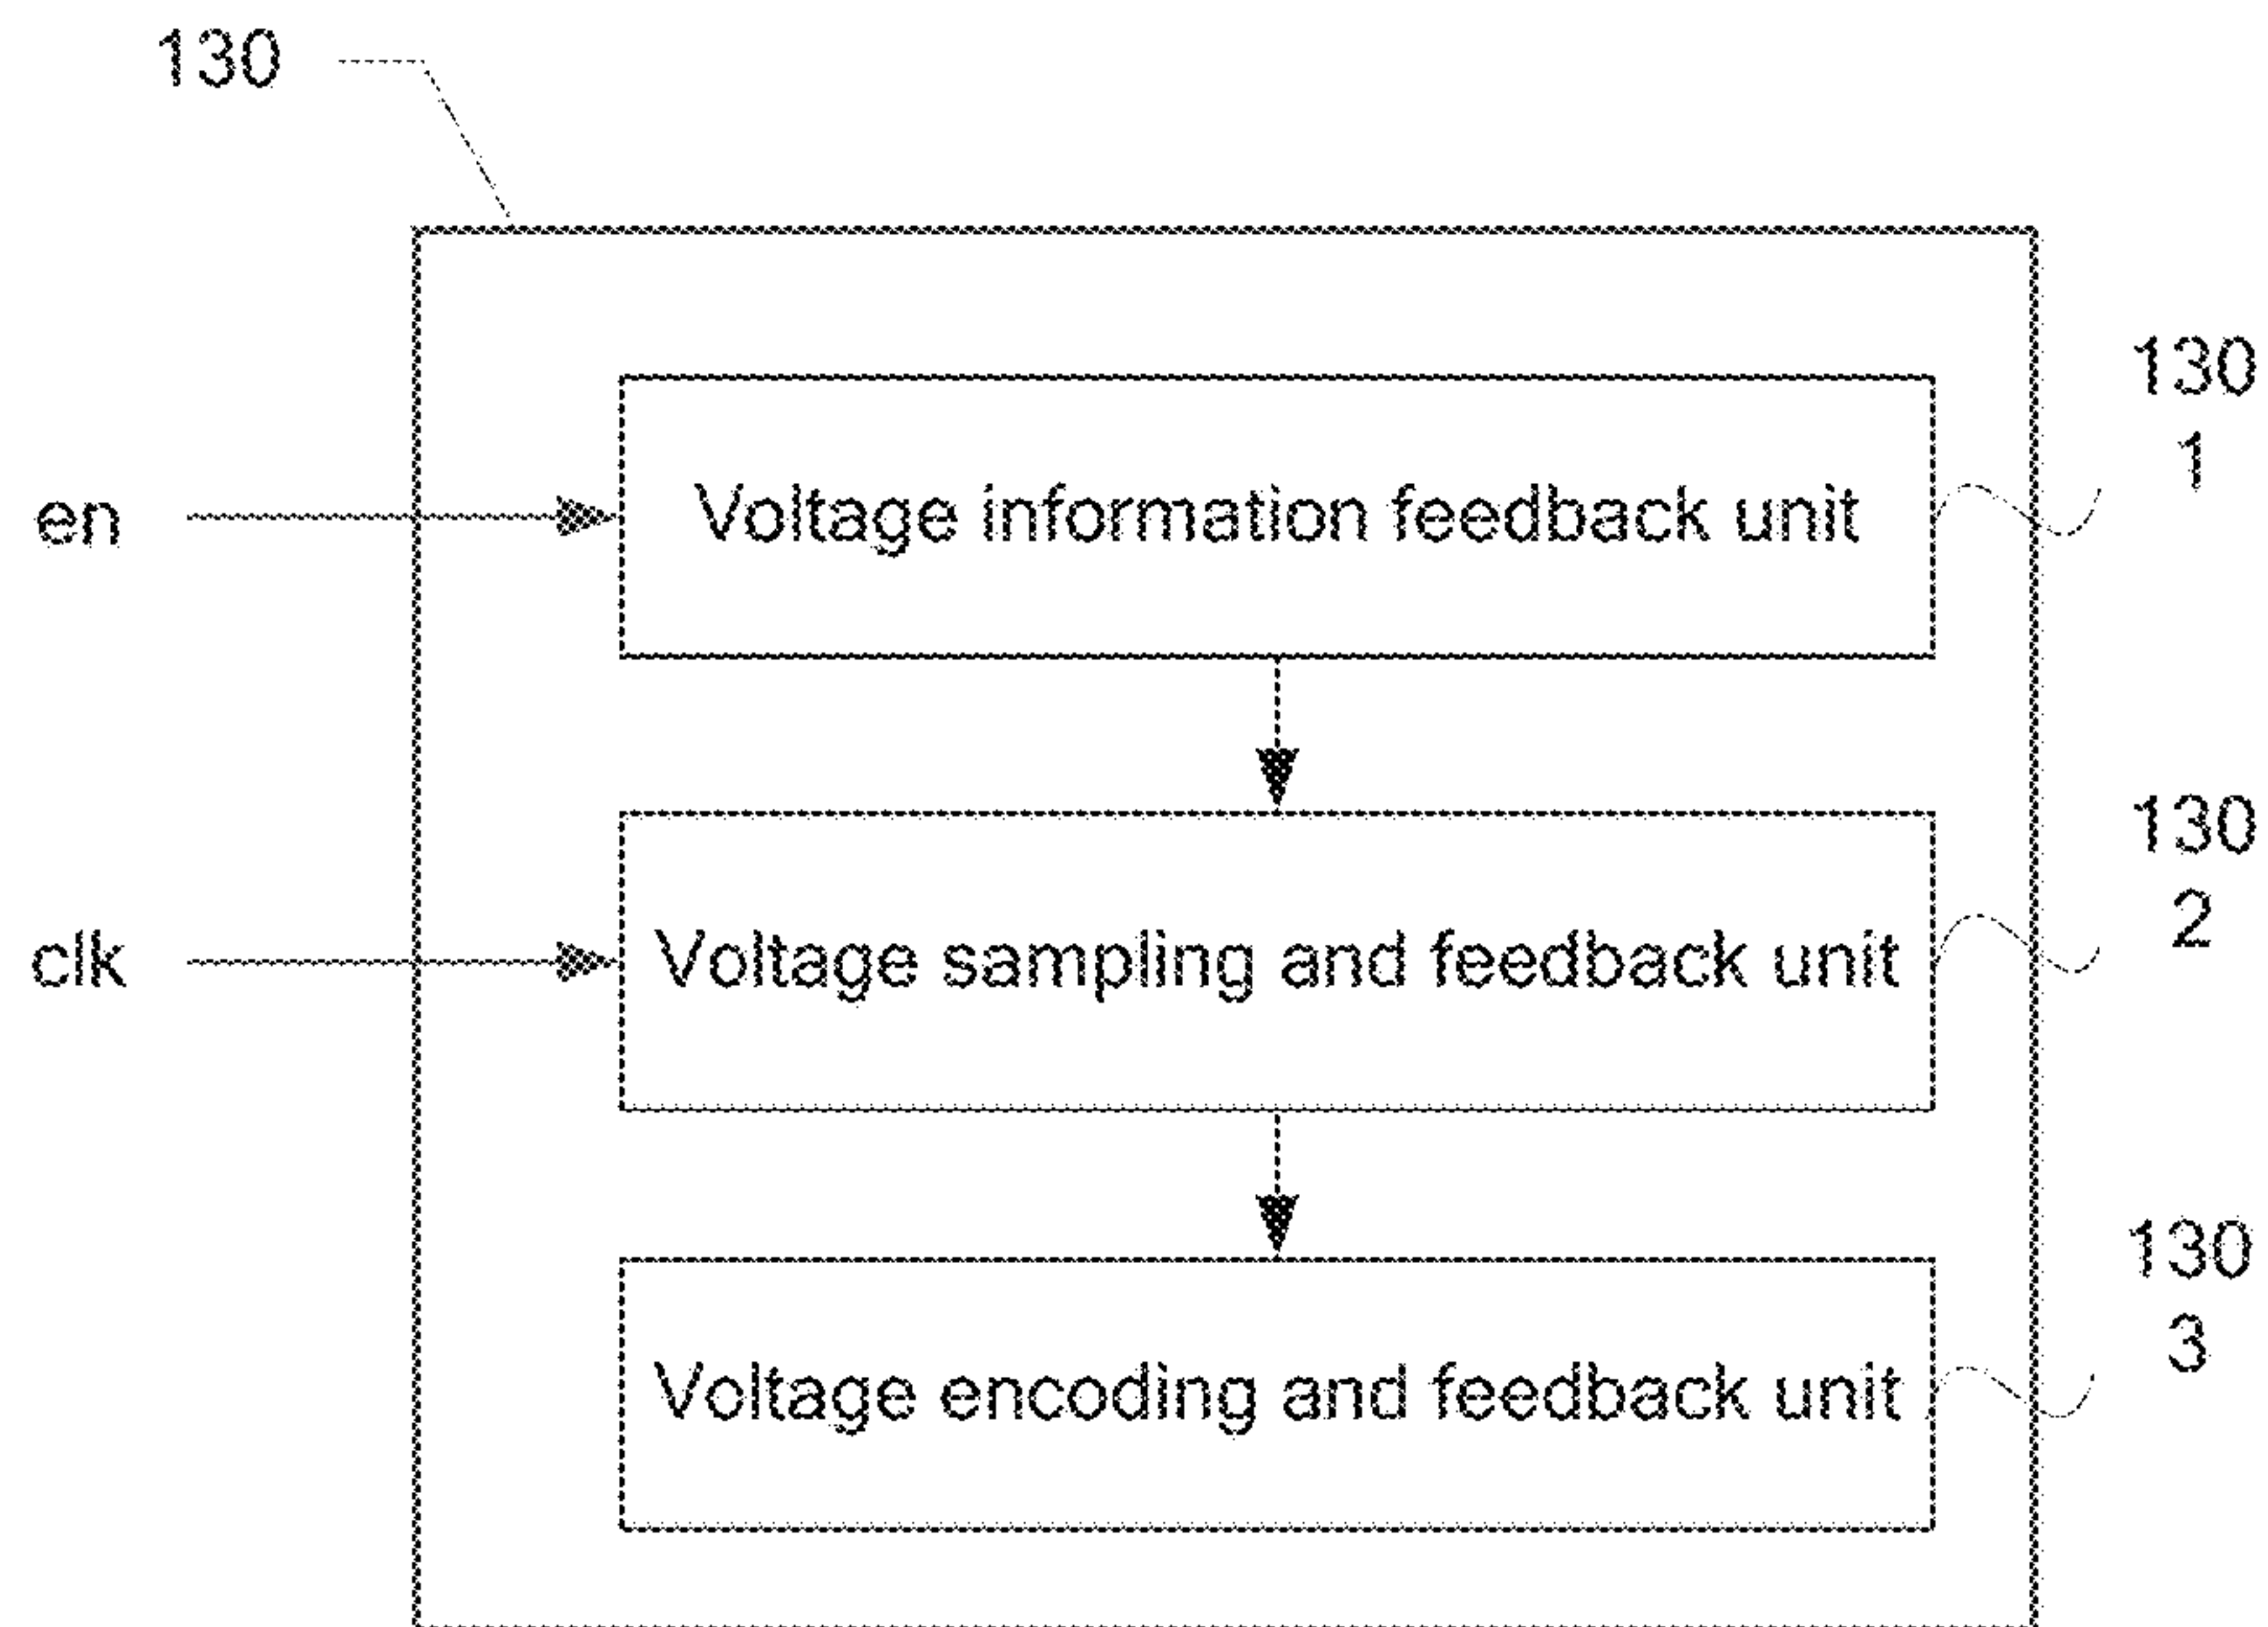 130
130
1
en
Voltage information feedback unit
130
2
clk
Voltage sampling and feedback unit
130
3
Voltage encoding and feedback unit